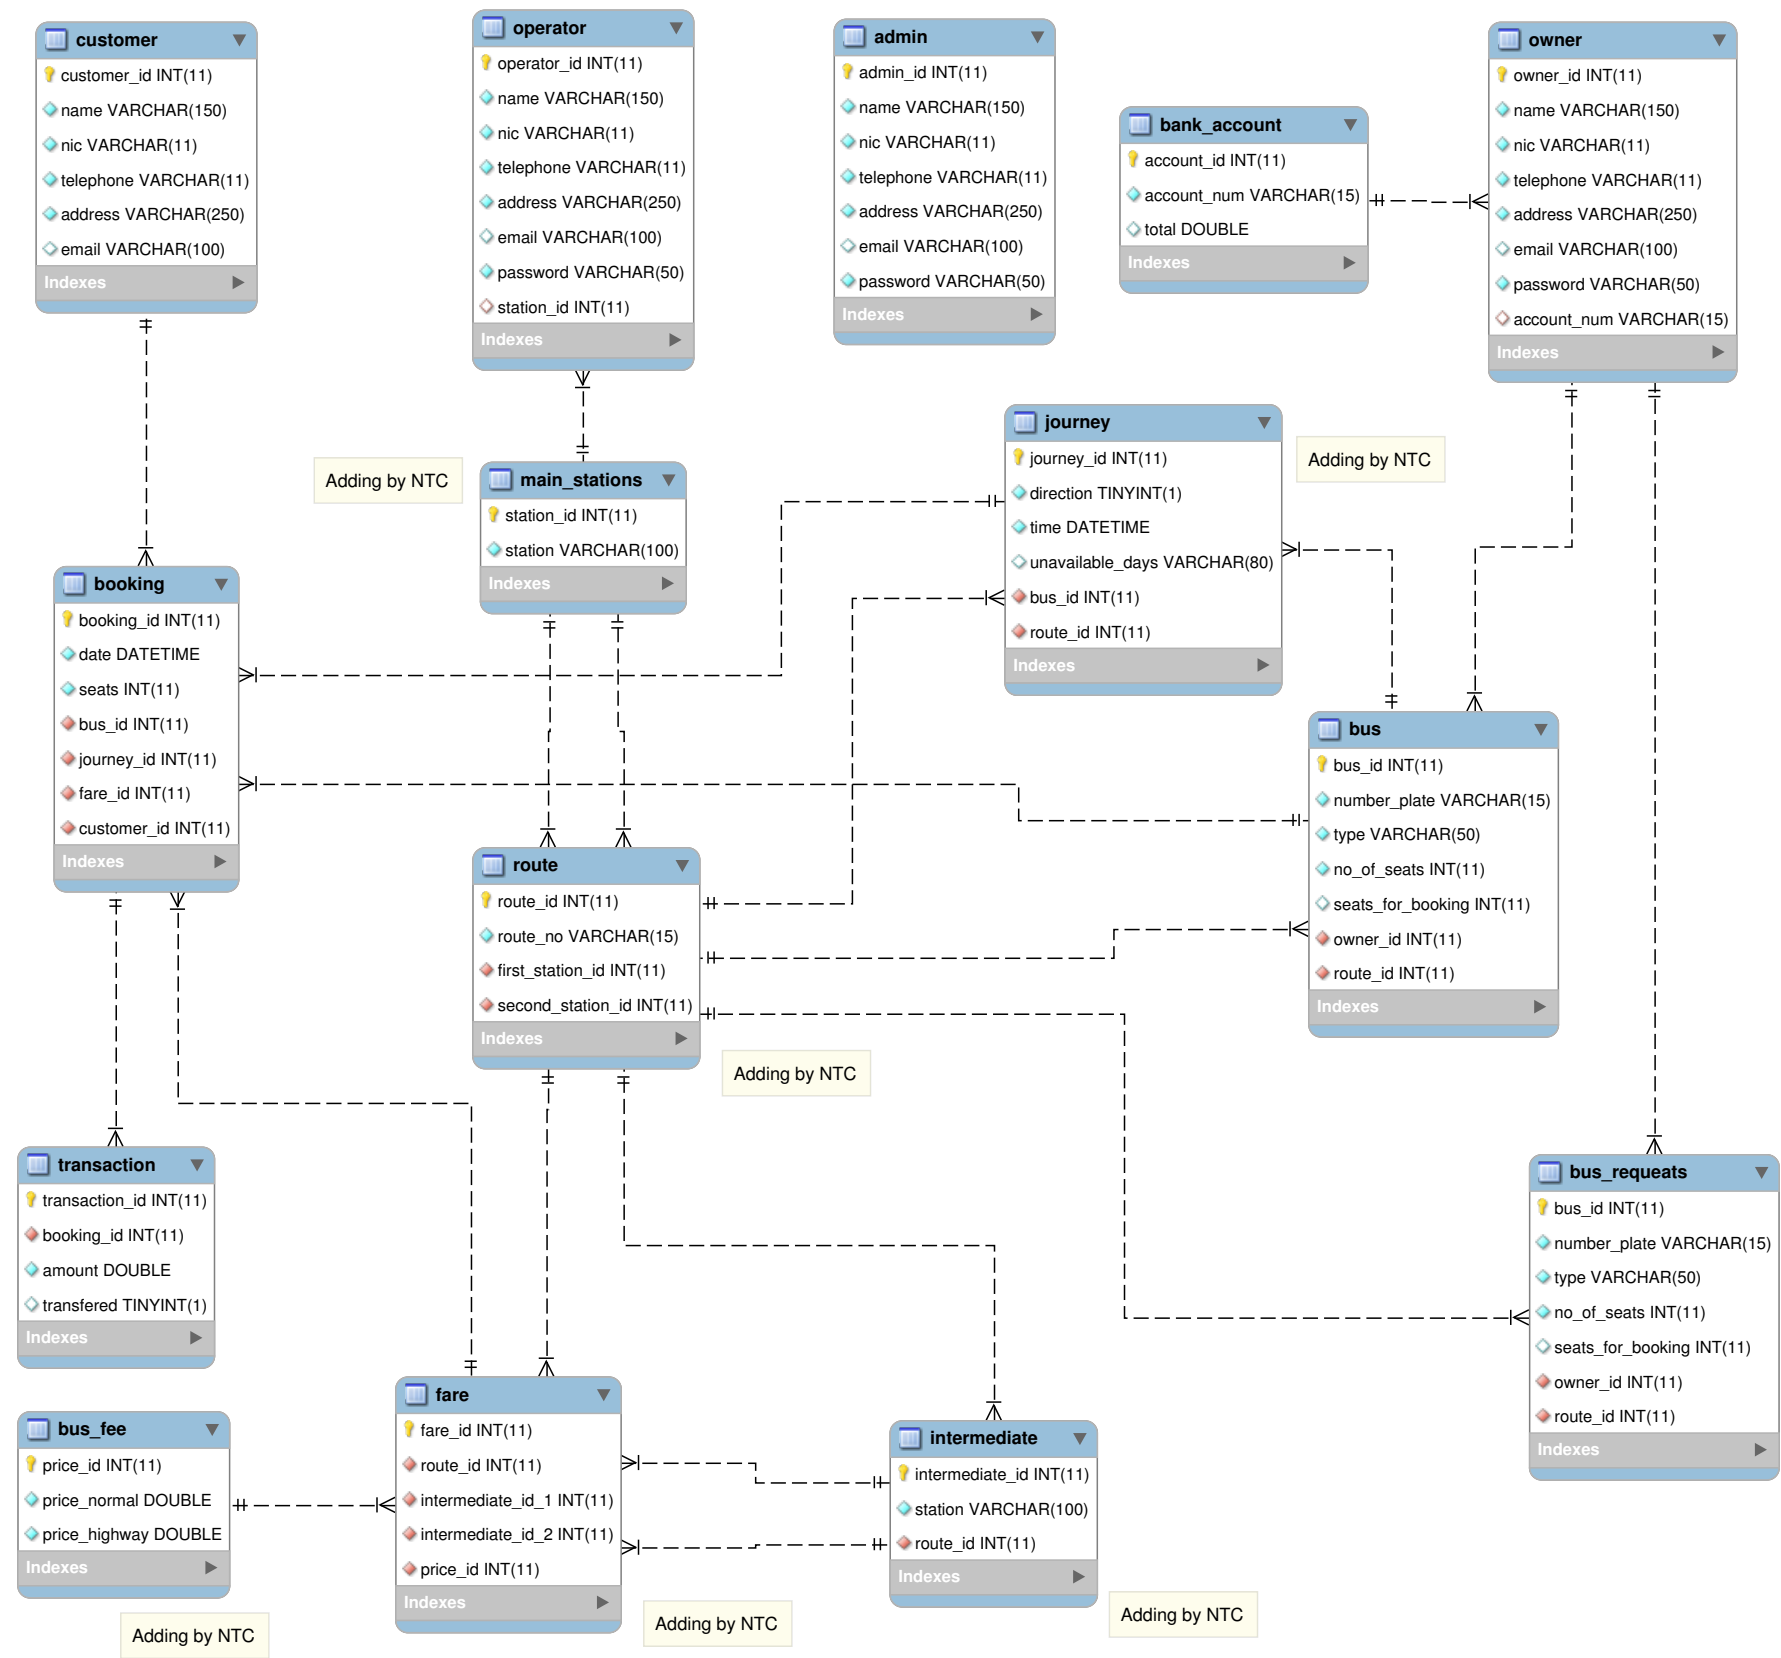 customer
customer_id INT(11)
name VARCHAR(150)
nic VARCHAR(11)
telephone VARCHAR(11)
address VARCHAR(250)
email VARCHAR(100)
Indexes
operator
operator_id INT(11)
name VARCHAR(150)
nic VARCHAR(11)
telephone VARCHAR(11)
address VARCHAR(250)
email VARCHAR(100)
password VARCHAR(50)
station_id INT(11)
Indexes
admin
admin_id INT(11)
name VARCHAR(150)
nic VARCHAR(11)
telephone VARCHAR(11)
address VARCHAR(250)
email VARCHAR(100)
password VARCHAR(50)
Indexes
bank_account
account_id INT(11)
account_num VARCHAR(15)
total DOUBLE
Indexes
owner
owner_id INT(11)
name VARCHAR(150)
nic VARCHAR(11)
telephone VARCHAR(11)
address VARCHAR(250)
email VARCHAR(100)
password VARCHAR(50)
account_num VARCHAR(15)
Indexes
Adding by NTC
main_stations
station_id INT(11)
station VARCHAR(100)
Indexes
journey
journey_id INT(11)
direction TINYINT(1)
time DATETIME
unavailable_days VARCHAR(80)
bus_id INT(11)
route_id INT(11)
Indexes
Adding by NTC
booking
booking_id INT(11)
date DATETIME
seats INT(11)
bus_id INT(11)
journey_id INT(11)
fare_id INT(11)
customer_id INT(11)
Indexes
bus
bus_id INT(11)
number_plate VARCHAR(15)
type VARCHAR(50)
no_of_seats INT(11)
seats_for_booking INT(11)
owner_id INT(11)
route_id INT(11)
Indexes
route
route_id INT(11)
route_no VARCHAR(15)
first_station_id INT(11)
second_station_id INT(11)
Indexes
Adding by NTC
transaction
transaction_id INT(11)
booking_id INT(11)
amount DOUBLE
transfered TINYINT(1)
Indexes
bus_requeats
bus_id INT(11)
number_plate VARCHAR(15)
type VARCHAR(50)
no_of_seats INT(11)
seats_for_booking INT(11)
owner_id INT(11)
route_id INT(11)
Indexes
bus_fee
price_id INT(11)
price_normal DOUBLE
price_highway DOUBLE
Indexes
Adding by NTC
fare
fare_id INT(11)
route_id INT(11)
intermediate_id_1 INT(11)
intermediate_id_2 INT(11)
price_id INT(11)
Indexes
Adding by NTC
intermediate
intermediate_id INT(11)
station VARCHAR(100)
route_id INT(11)
Indexes
Adding by NTC